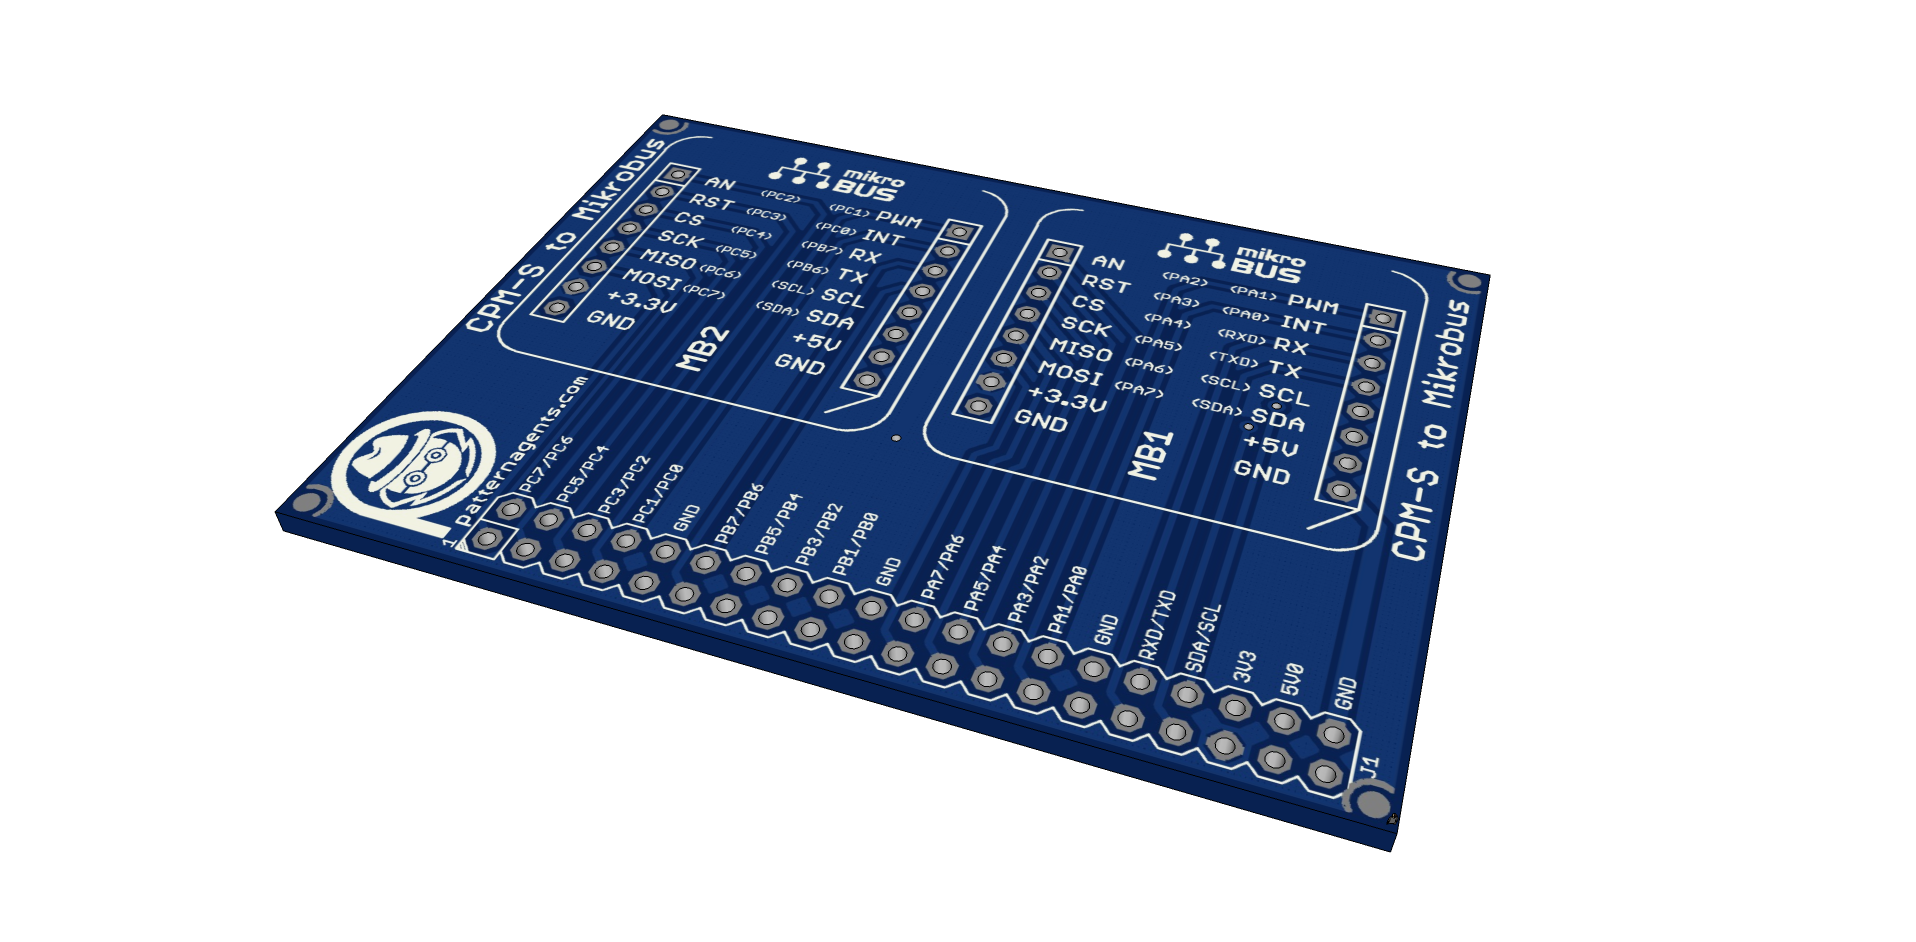 CPM-S to Mikrobus
mikro
BUS
AN <PC2> <PC1> PWM
RST <PC3> <PC0> INT
CS <PC4> <PB7> RX
SCK <PC5> <PB6> TX
MISO <PC6> <SCL> SCL
MOSI <PC7> <SDA> SDA
+3.3V +5V
GND GND
MB2
mikro
BUS
AN <PA2> <PA1> PWM
RST <PA3> <PA0> INT
CS <PA4> <RXD> RX
SCK <PA5> <TXD> TX
MISO <PA6> <SCL> SCL
MOSI <PA7> <SDA> SDA
+3.3V +5V
GND GND
MB1
CPM-S to Mikrobus
Patternagents.com
1
PC7/PC6
PC5/PC4
PC3/PC2
PC1/PC0
GND
PB7/PB6
PB5/PB4
PB3/PB2
PB1/PB0
GND
PA7/PA6
PA5/PA4
PA3/PA2
PA1/PA0
GND
RXD/TXD
SDA/SCL
3V3
5V0
GND
J1